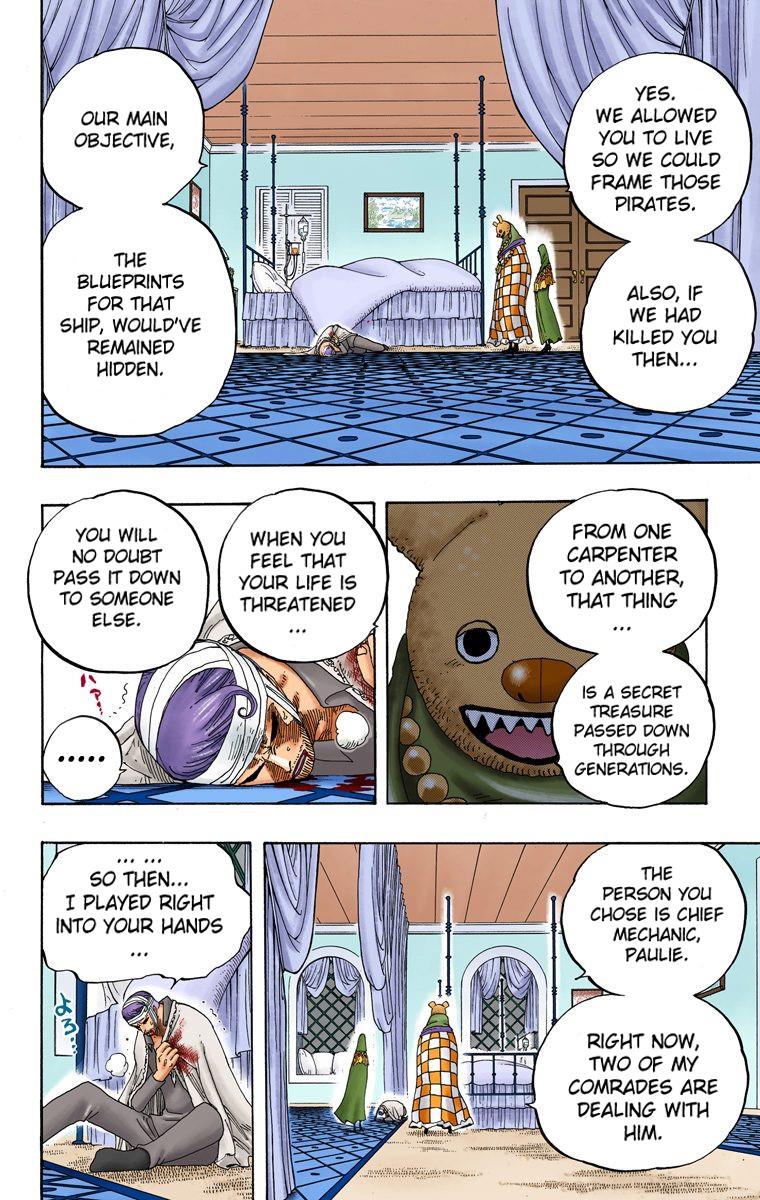 YES.
WE ALLOWED
YOU TO LIVE
SO WE COULD
FRAME THOSE
PIRATES.
ALSO, IF
WE HAD
KILLED YOU
THEN...
OUR MAIN
OBJECTIVE,
THE
BLUEPRINTS
FOR THAT
SHIP, WOULD'VE
REMAINED
HIDDEN.
FROM ONE
CARPENTER
TO ANOTHER,
THAT THING
...
IS A SECRET
TREASURE
PASSED DOWN
THROUGH
GENERATIONS.
WHEN YOU
FEEL THAT
YOUR LIFE IS
THREATENED
...
YOU WILL
NO DOUBT
PASS IT DOWN
TO SOMEONE
ELSE.
ハァ…!
.....
THE
PERSON YOU
CHOSE IS CHIEF
MECHANIC,
PAULIE.
RIGHT NOW,
TWO OF MY
COMRADES ARE
DEALING WITH
HIM.
... ...
SO THEN...
I PLAYED RIGHT
INTO YOUR HANDS
...
よろ…